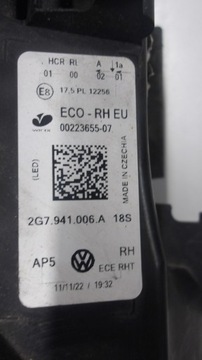 HCR RL A 1a
01 00 02 01
E8 17,5 PL 12256
ECO - RH EU
00223655-07
(LED)
MADE IN CZECHIA
2G7.941.006.A 18S
AP5 RH
ECE RHT
11/11/22 / 19:32